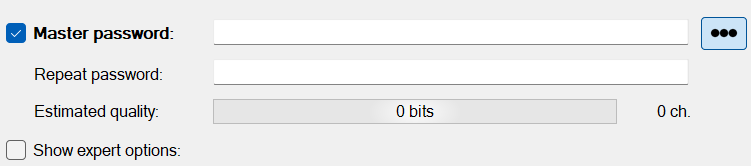 Master password:
Repeat password:
Estimated quality: 0 bits 0 ch.
Show expert options: